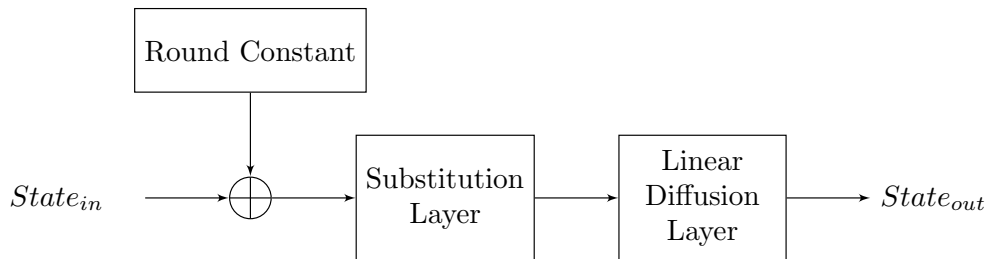 Round Constant
State_in
Substitution
Layer
Linear
Diffusion
Layer
State_out